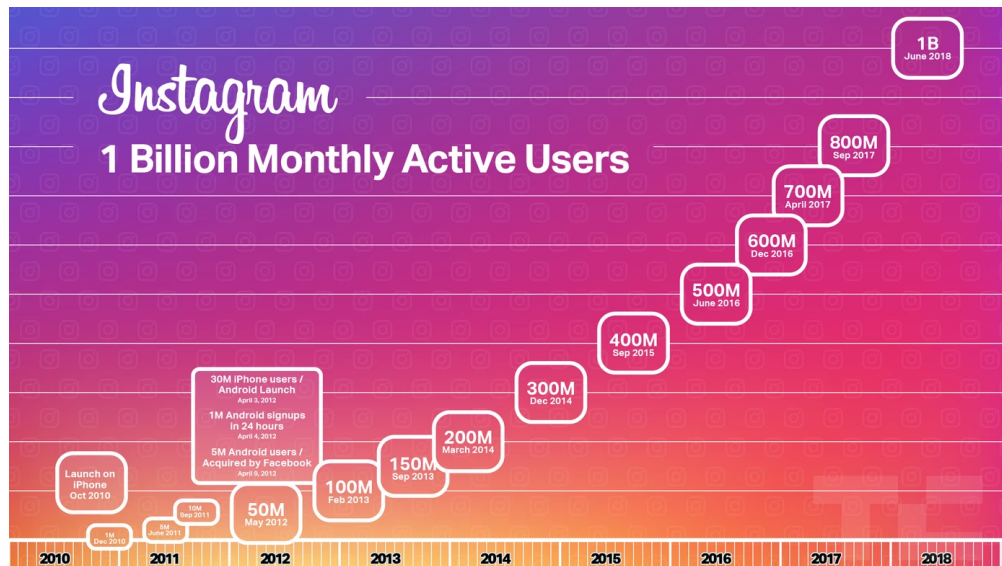 Instagram
1 Billion Monthly Active Users
1B
June 2018
800M
Sep 2017
700M
April 2017
600M
Dec 2016
500M
June 2016
400M
Sep 2015
300M
Dec 2014
200M
March 2014
150M
Sep 2013
100M
Feb 2013
50M
May 2012
30M iPhone users /
Android Launch
April 3, 2012
1M Android signups
in 24 hours
April 4, 2012
5M Android users /
Acquired by Facebook
April 9, 2012
10M
Sep 2011
5M
June 2011
1M
Dec 2010
Launch on
iPhone
Oct 2010
2010 2011 2012 2013 2014 2015 2016 2017 2018